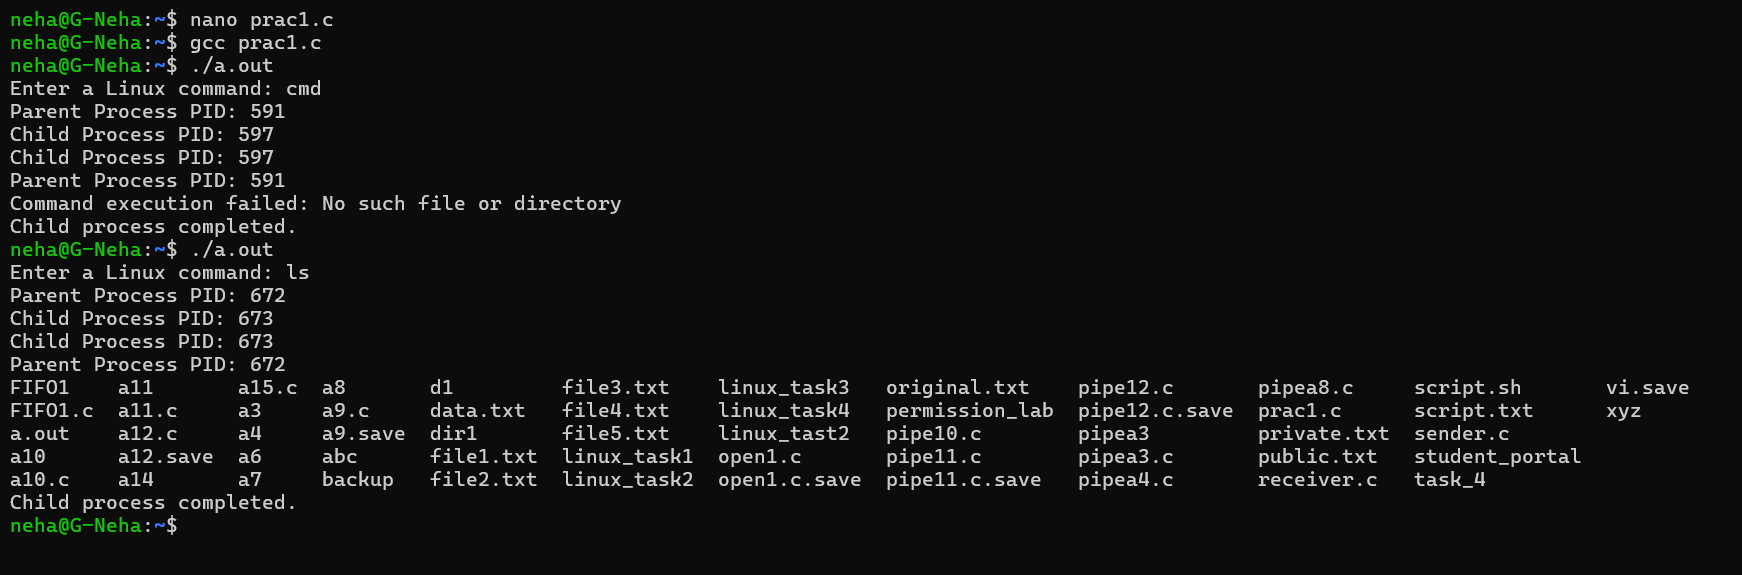 neha@G-Neha:~$ nano prac1.c
neha@G-Neha:~$ gcc prac1.c
neha@G-Neha:~$ ./a.out
Enter a Linux command: cmd
Parent Process PID: 591
Child Process PID: 597
Child Process PID: 597
Parent Process PID: 591
Command execution failed: No such file or directory
Child process completed.
neha@G-Neha:~$ ./a.out
Enter a Linux command: ls
Parent Process PID: 672
Child Process PID: 673
Child Process PID: 673
Parent Process PID: 672
FIFO1    a11       a15.c  a8       d1         file3.txt    linux_task3   original.txt    pipe12.c      pipea8.c     script.sh       vi.save
FIFO1.c  a11.c     a3     a9.c     data.txt   file4.txt    linux_task4   permission_lab  pipe12.c.save  prac1.c      script.txt      xyz
a.out    a12.c     a4     a9.save  dir1       file5.txt    linux_tast2   pipe10.c        pipea3        private.txt  sender.c
a10      a12.save  a6     abc      file1.txt  linux_task1  open1.c       pipe11.c        pipea3.c      public.txt   student_portal
a10.c    a14       a7     backup   file2.txt  linux_task2  open1.c.save  pipe11.c.save   pipea4.c      receiver.c   task_4
Child process completed.
neha@G-Neha:~$